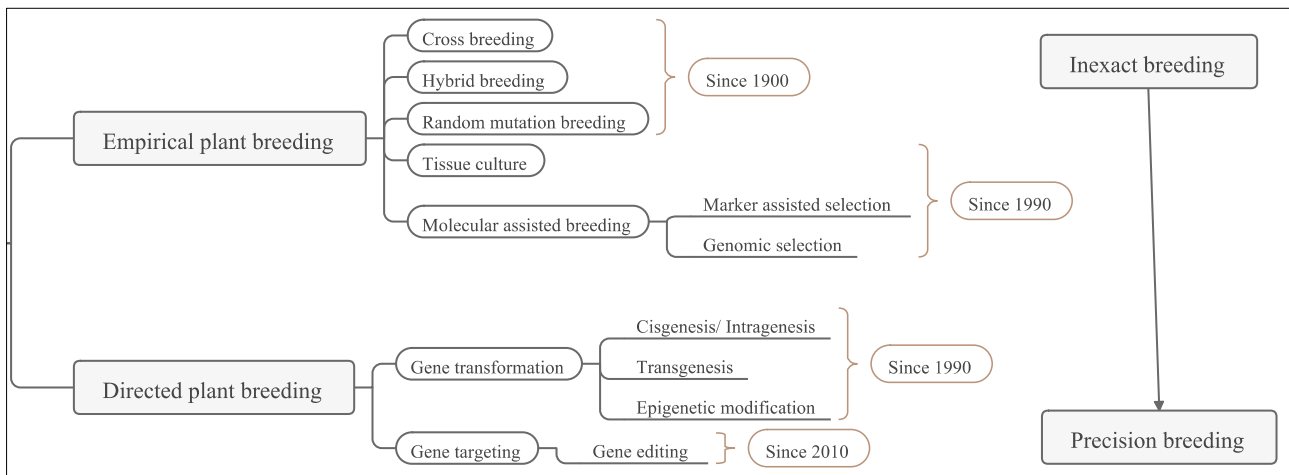 Cross breeding
Hybrid breeding
Random mutation breeding
Since 1900
Inexact breeding
Empirical plant breeding
Tissue culture
Molecular assisted breeding
Marker assisted selection
Genomic selection
Since 1990
Directed plant breeding
Gene transformation
Cisgenesis/ Intragenesis
Transgenesis
Epigenetic modification
Since 1990
Gene targeting
Gene editing
Since 2010
Precision breeding